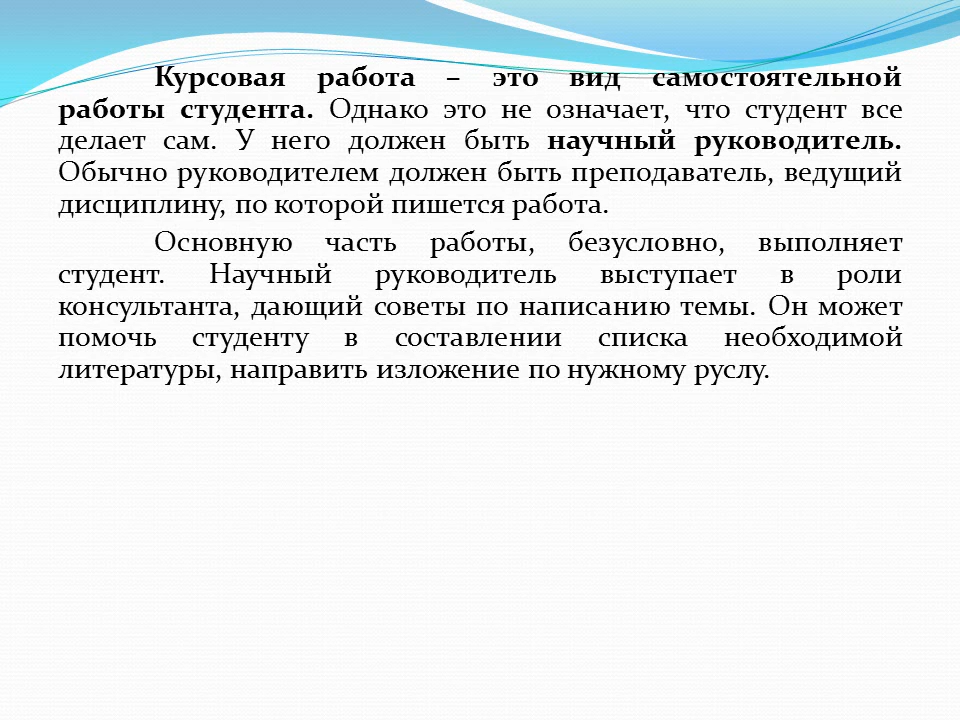 Курсовая работа – это вид самостоятельной
работы студента. Однако это не означает, что студент все
делает сам. У него должен быть научный руководитель.
Обычно руководителем должен быть преподаватель, ведущий
дисциплину, по которой пишется работа.
Основную часть работы, безусловно, выполняет
студент. Научный руководитель выступает в роли
консультанта, дающий советы по написанию темы. Он может
помочь студенту в составлении списка необходимой
литературы, направить изложение по нужному руслу.